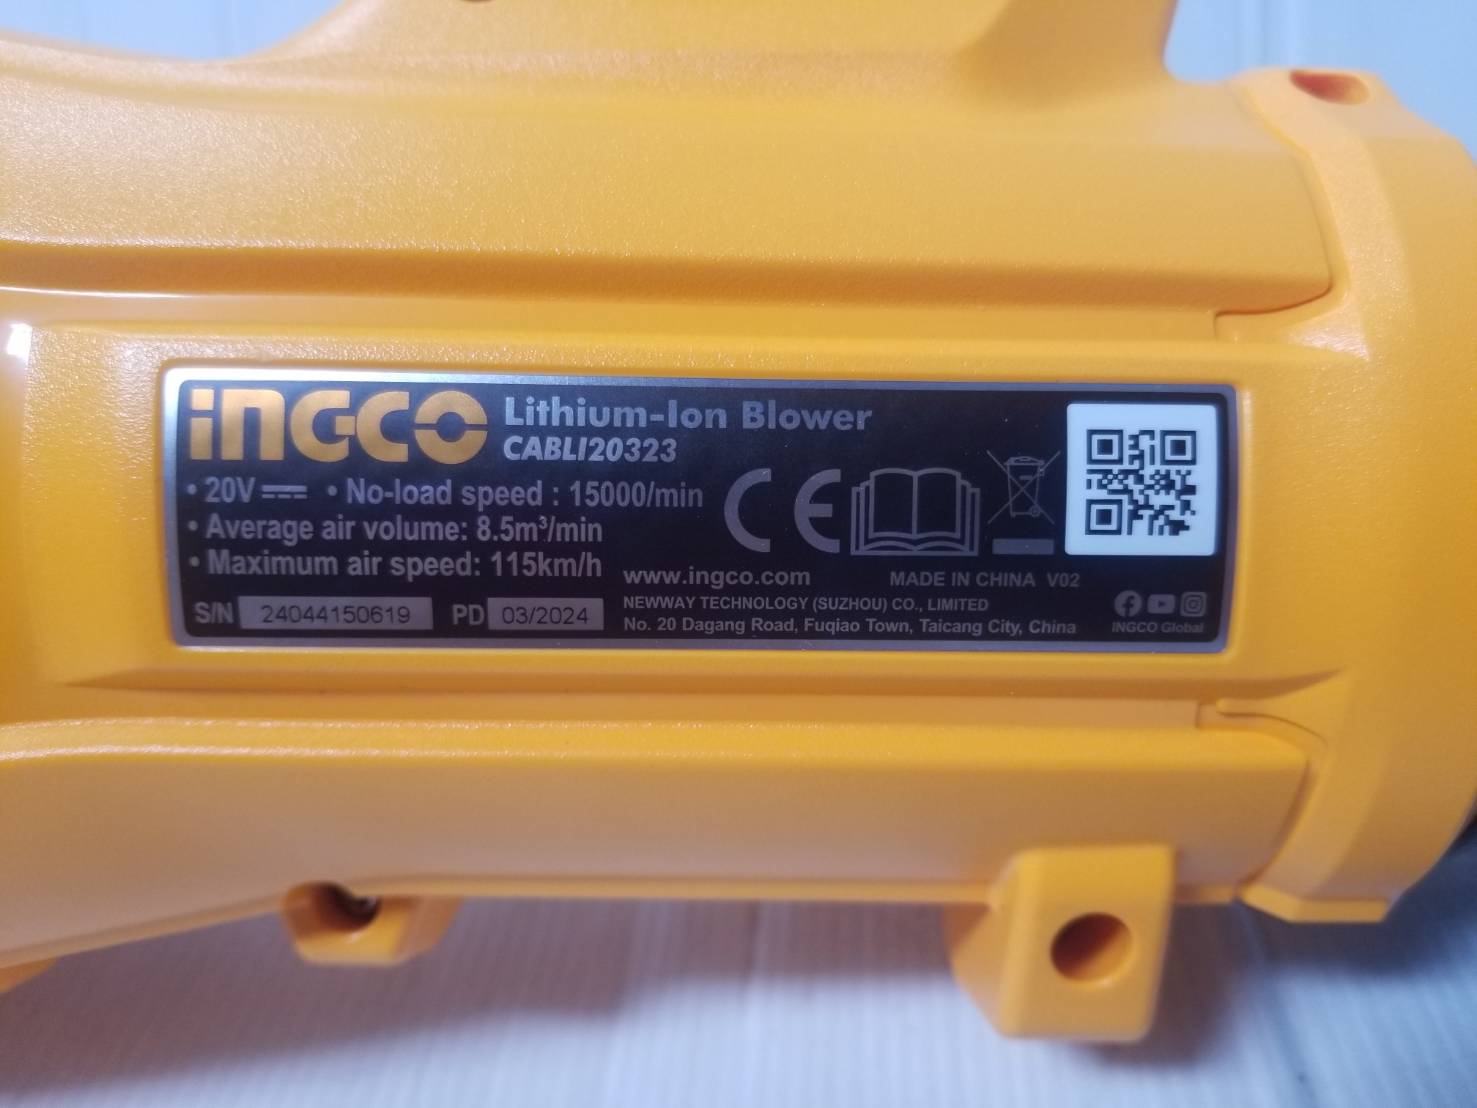 INGCO
Lithium-Ion Blower
CABLI20323
• 20V • No-load speed : 15000/min
• Average air volume: 8.5m³/min
• Maximum air speed: 115km/h
S/N 24044150619 PD 03/2024
CE
www.ingco.com MADE IN CHINA V02
NEWWAY TECHNOLOGY (SUZHOU) CO., LIMITED
No. 20 Dagang Road, Fuqiao Town, Taicang City, China
INGCO Global